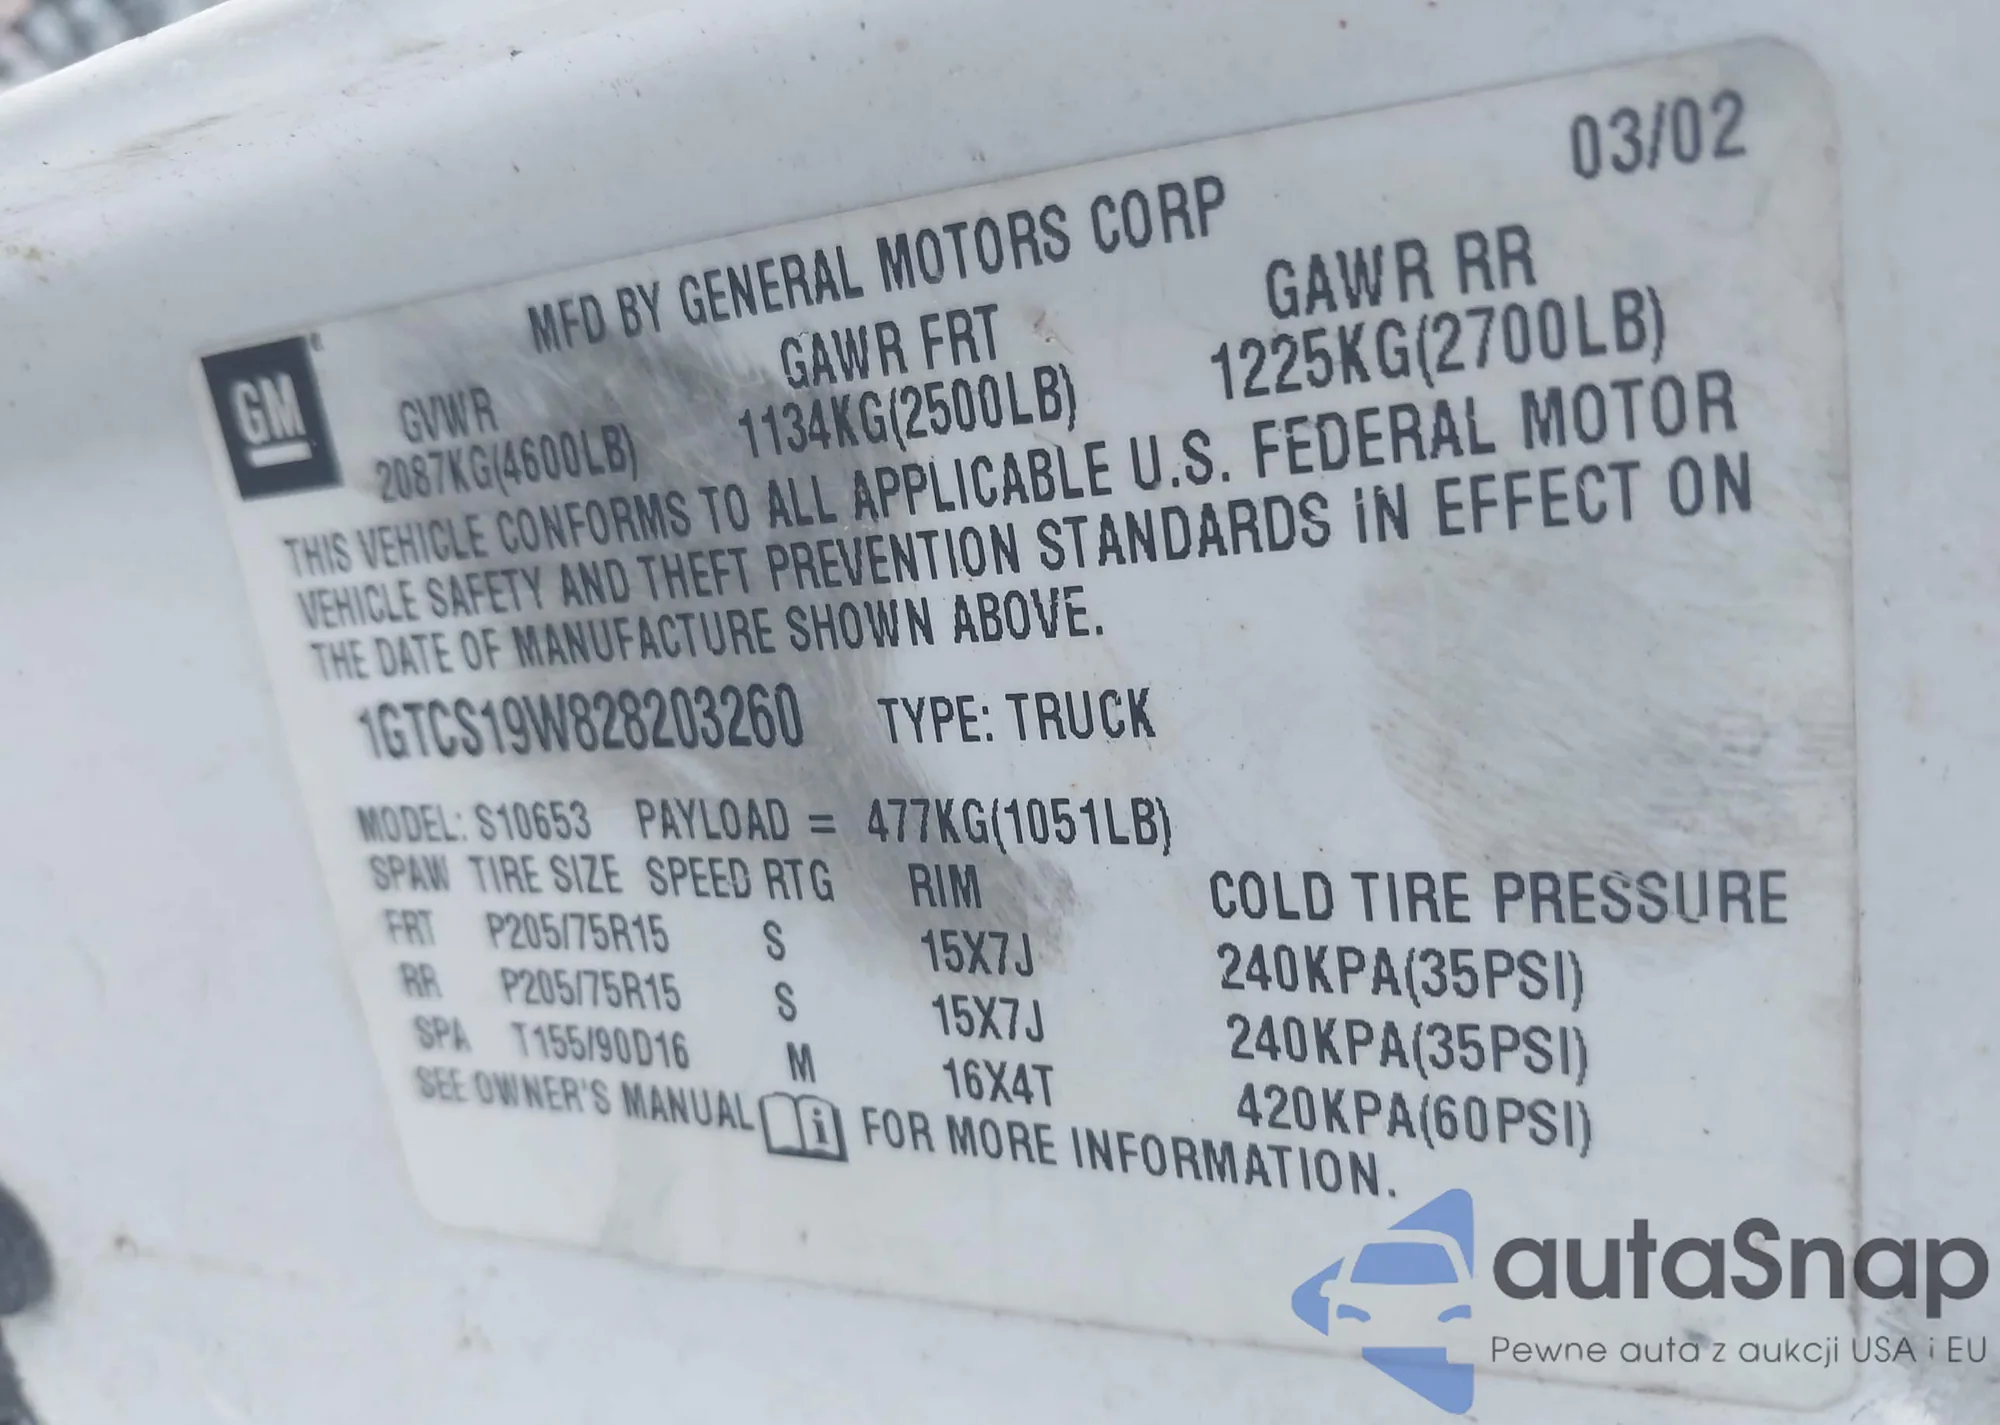 03/02
MFD BY GENERAL MOTORS CORP
GM
GVWR GAWR FRT GAWR RR
2087KG(4600LB) 1134KG(2500LB) 1225KG(2700LB)
THIS VEHICLE CONFORMS TO ALL APPLICABLE U.S. FEDERAL MOTOR
VEHICLE SAFETY AND THEFT PREVENTION STANDARDS IN EFFECT ON
THE DATE OF MANUFACTURE SHOWN ABOVE.
1GTCS19W828203260 TYPE: TRUCK
MODEL: S10653 PAYLOAD = 477KG(1051LB)
SPAW TIRE SIZE SPEED RTG RIM COLD TIRE PRESSURE
FRT P205/75R15 S 15X7J 240KPA(35PSI)
RR P205/75R15 S 15X7J 240KPA(35PSI)
SPA T155/90D16 M 16X4T 420KPA(60PSI)
SEE OWNER'S MANUAL i FOR MORE INFORMATION.
autaSnap
Pewne auta z aukcji USA i EU